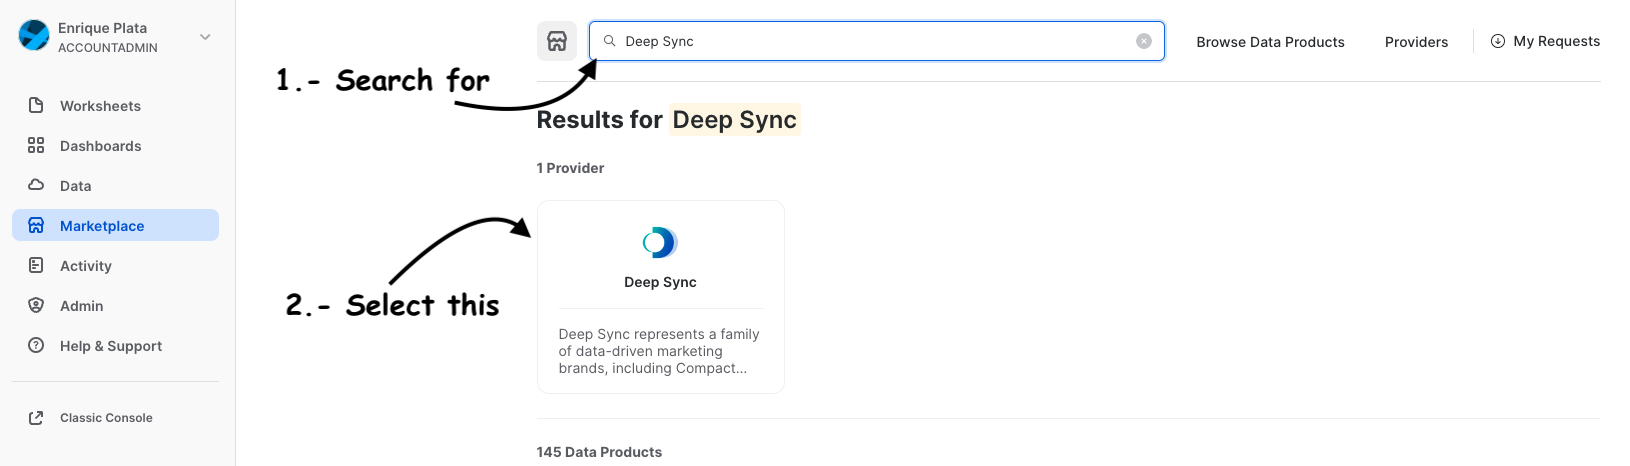 Enrique Plata
ACCOUNTADMIN
Worksheets
Dashboards
Data
Marketplace
Activity
Admin
Help & Support
Classic Console
Deep Sync
Browse Data Products
Providers
My Requests
1.- Search for
Results for Deep Sync
1 Provider
2.- Select this
Deep Sync
Deep Sync represents a family
of data-driven marketing
brands, including Compact...
145 Data Products